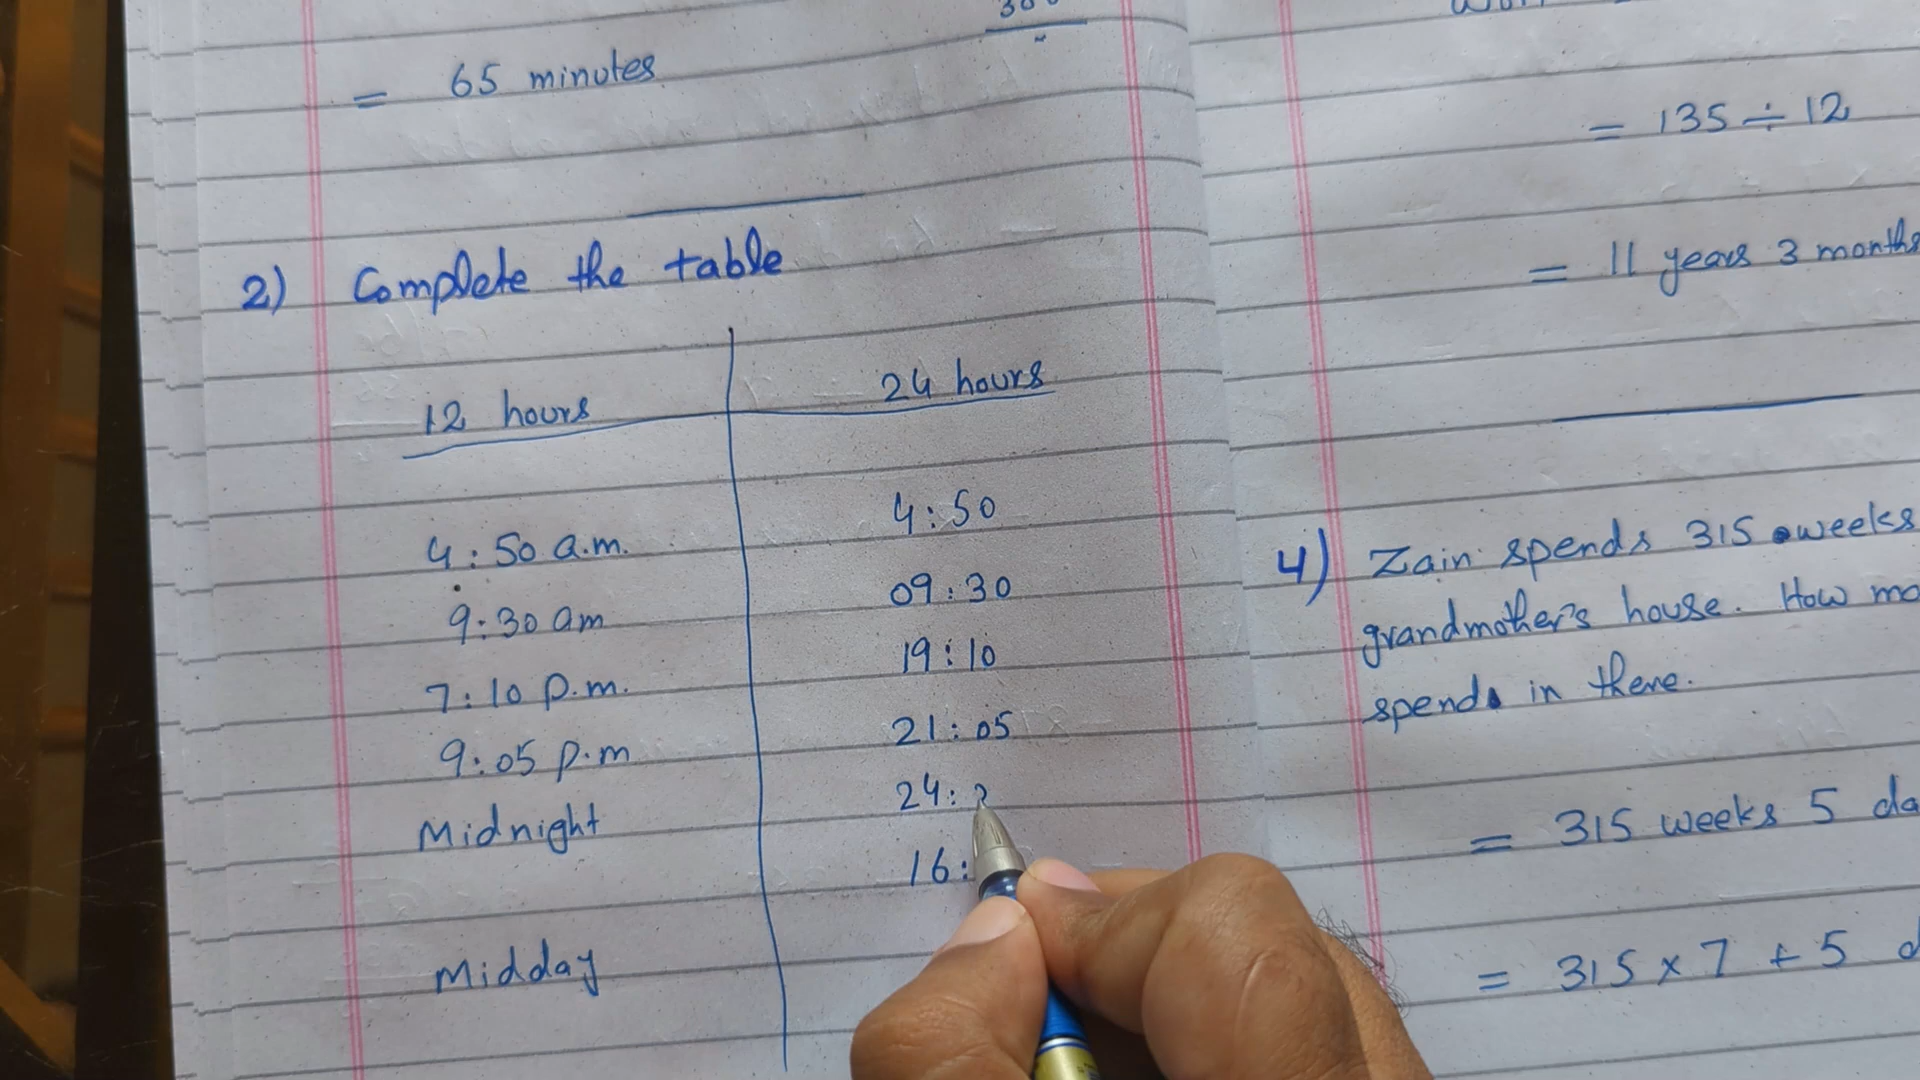 = 65 minutes
2) Complete the table
12 hours 24 hours
4:50 a.m. 4:50
9:30 am 09:30
7:10 p.m. 19:10
9:05 p.m 21:05
Midnight 24:
16:
Midday
= 135 ÷ 12
= 11 years 3 months
4) Zain spends 315 weeks
grandmother's house. How
spends in there.
= 315 weeks 5
= 315 x 7 + 5